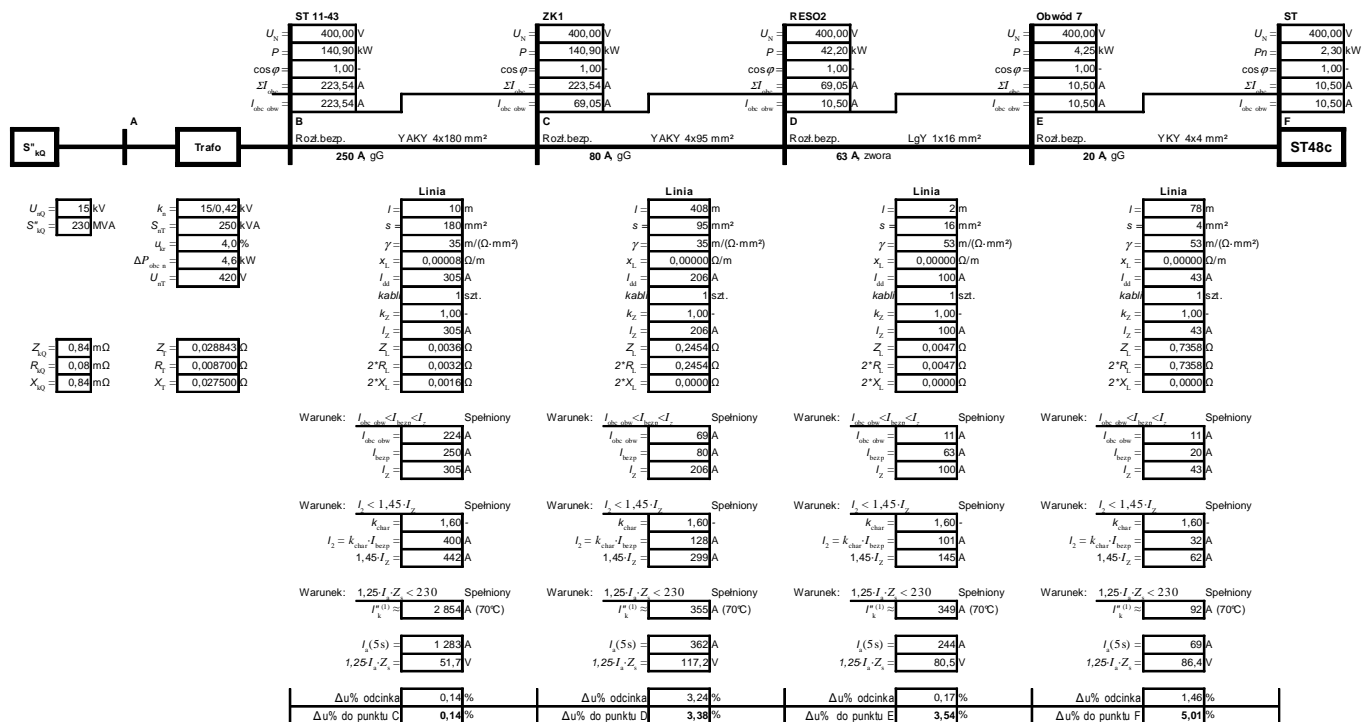 ST 11-43 ZK1 RESO2 Obwód 7 ST
U_N = 400,00 V U_N = 400,00 V U_N = 400,00 V U_N = 400,00 V U_N = 400,00 V
P = 140,90 kW P = 140,90 kW P = 42,20 kW P = 4,25 kW Pn = 2,30 kW
cosφ = 1,00 - cosφ = 1,00 - cosφ = 1,00 - cosφ = 1,00 - cosφ = 1,00 -
ΣI_obc = 223,54 A ΣI_obc = 223,54 A ΣI_obc = 69,05 A ΣI_obc = 10,50 A ΣI_obc = 10,50 A
I_obc obw = 223,54 A I_obc obw = 69,05 A I_obc obw = 10,50 A I_obc obw = 10,50 A I_obc obw = 10,50 A
A B C D E F
S"_kQ Trafo Rozł.bezp. YAKY 4x180 mm² Rozł.bezp. YAKY 4x95 mm² Rozł.bezp. LgY 1x16 mm² Rozł.bezp. YKY 4x4 mm² ST48c
250 A, gG 80 A, gG 63 A, zwora 20 A, gG
Linia Linia Linia Linia
U_nQ = 15 kV k_n = 15/0,42 kV l = 10 m l = 408 m l = 2 m l = 78 m
S"_kQ = 230 MVA S_nT = 250 kVA s = 180 mm² s = 95 mm² s = 16 mm² s = 4 mm²
u_kr = 4,0 % γ = 35 m/(Ω·mm²) γ = 35 m/(Ω·mm²) γ = 53 m/(Ω·mm²) γ = 53 m/(Ω·mm²)
ΔP_obc n = 4,6 kW x_L = 0,00008 Ω/m x_L = 0,00000 Ω/m x_L = 0,00000 Ω/m x_L = 0,00000 Ω/m
U_nT = 420 V I_dd = 305 A I_dd = 206 A I_dd = 100 A I_dd = 43 A
kabli 1 szt. kabli 1 szt. kabli 1 szt. kabli 1 szt.
k_Z = 1,00 - k_Z = 1,00 - k_Z = 1,00 - k_Z = 1,00 -
I_Z = 305 A I_Z = 206 A I_Z = 100 A I_Z = 43 A
Z_kQ = 0,84 mΩ Z_T = 0,028843 Ω Z_L = 0,0036 Ω Z_L = 0,2454 Ω Z_L = 0,0047 Ω Z_L = 0,7358 Ω
R_kQ = 0,08 mΩ R_T = 0,008700 Ω 2*R_L = 0,0032 Ω 2*R_L = 0,2454 Ω 2*R_L = 0,0047 Ω 2*R_L = 0,7358 Ω
X_kQ = 0,84 mΩ X_T = 0,027500 Ω 2*X_L = 0,0016 Ω 2*X_L = 0,0000 Ω 2*X_L = 0,0000 Ω 2*X_L = 0,0000 Ω
Warunek: I_obc obw<I_bezp<I_z Spełniony Warunek: I_obc obw<I_bezp<I_z Spełniony Warunek: I_obc obw<I_bezp<I_z Spełniony Warunek: I_obc obw<I_bezp<I_z Spełniony
I_obc obw = 224 A I_obc obw = 69 A I_obc obw = 11 A I_obc obw = 11 A
I_bezp = 250 A I_bezp = 80 A I_bezp = 63 A I_bezp = 20 A
I_Z = 305 A I_Z = 206 A I_Z = 100 A I_Z = 43 A
Warunek: I_2 < 1,45·I_Z Spełniony Warunek: I_2 < 1,45·I_Z Spełniony Warunek: I_2 < 1,45·I_Z Spełniony Warunek: I_2 < 1,45·I_Z Spełniony
k_char = 1,60 - k_char = 1,60 - k_char = 1,60 - k_char = 1,60 -
I_2 = k_char·I_bezp = 400 A I_2 = k_char·I_bezp = 128 A I_2 = k_char·I_bezp = 101 A I_2 = k_char·I_bezp = 32 A
1,45·I_Z = 442 A 1,45·I_Z = 299 A 1,45·I_Z = 145 A 1,45·I_Z = 62 A
Warunek: 1,25·I_a·Z_s < 230 Spełniony Warunek: 1,25·I_a·Z_s < 230 Spełniony Warunek: 1,25·I_a·Z_s < 230 Spełniony Warunek: 1,25·I_a·Z_s < 230 Spełniony
I"_k^(1) ≈ 2 854 A (70°C) I"_k^(1) ≈ 355 A (70°C) I"_k^(1) ≈ 349 A (70°C) I"_k^(1) ≈ 92 A (70°C)
I_a(5s) = 1 283 A I_a(5s) = 362 A I_a(5s) = 244 A I_a(5s) = 69 A
1,25·I_a·Z_s = 51,7 V 1,25·I_a·Z_s = 117,2 V 1,25·I_a·Z_s = 80,5 V 1,25·I_a·Z_s = 86,4 V
Δu% odcinka 0,14 % Δu% odcinka 3,24 % Δu% odcinka 0,17 % Δu% odcinka 1,46 %
Δu% do punktu C 0,14 % Δu% do punktu D 3,38 % Δu% do punktu E 3,54 % Δu% do punktu F 5,01 %